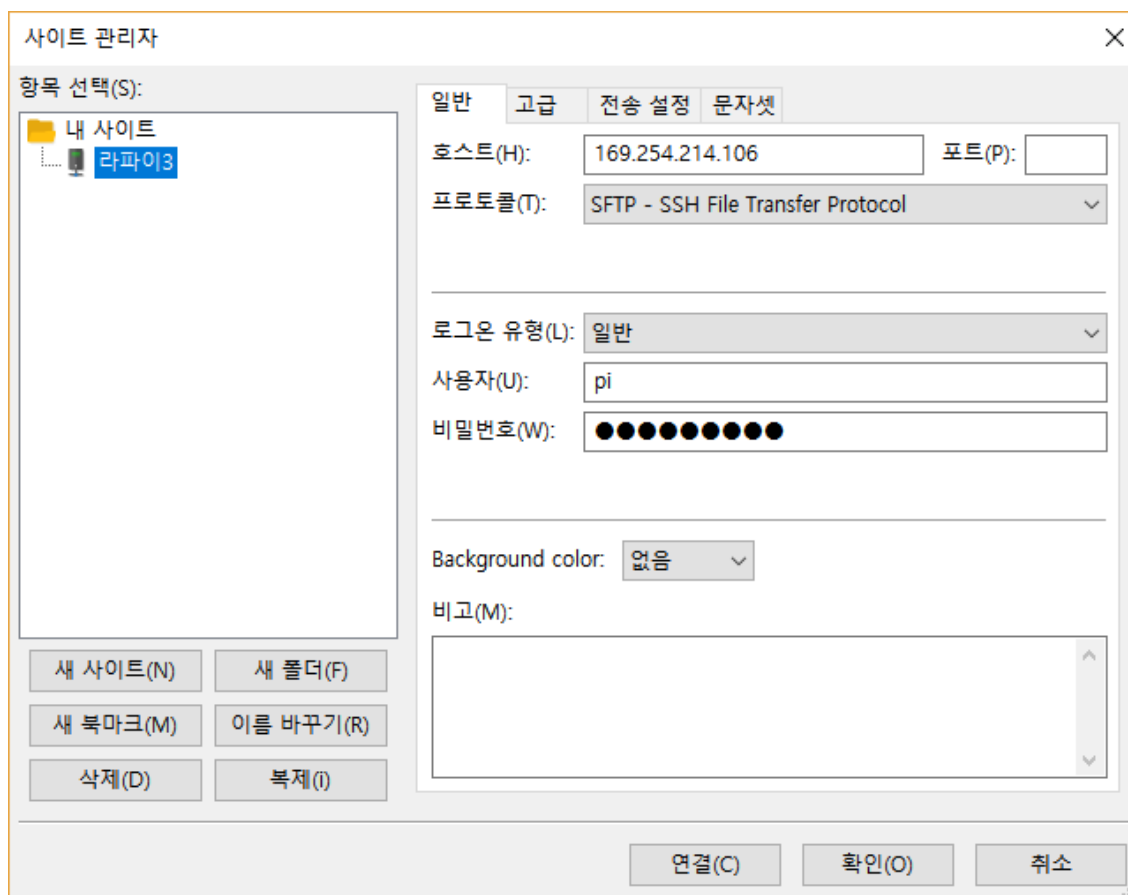 사이트 관리자
항목 선택(S):
내 사이트
라파이3
새 사이트(N) 새 폴더(F)
새 북마크(M) 이름 바꾸기(R)
삭제(D) 복제(i)
일반 고급 전송 설정 문자셋
호스트(H): 169.254.214.106 포트(P):
프로토콜(T): SFTP - SSH File Transfer Protocol
로그온 유형(L): 일반
사용자(U): pi
비밀번호(W): ●●●●●●●●●
Background color: 없음
비고(M):
연결(C) 확인(O) 취소